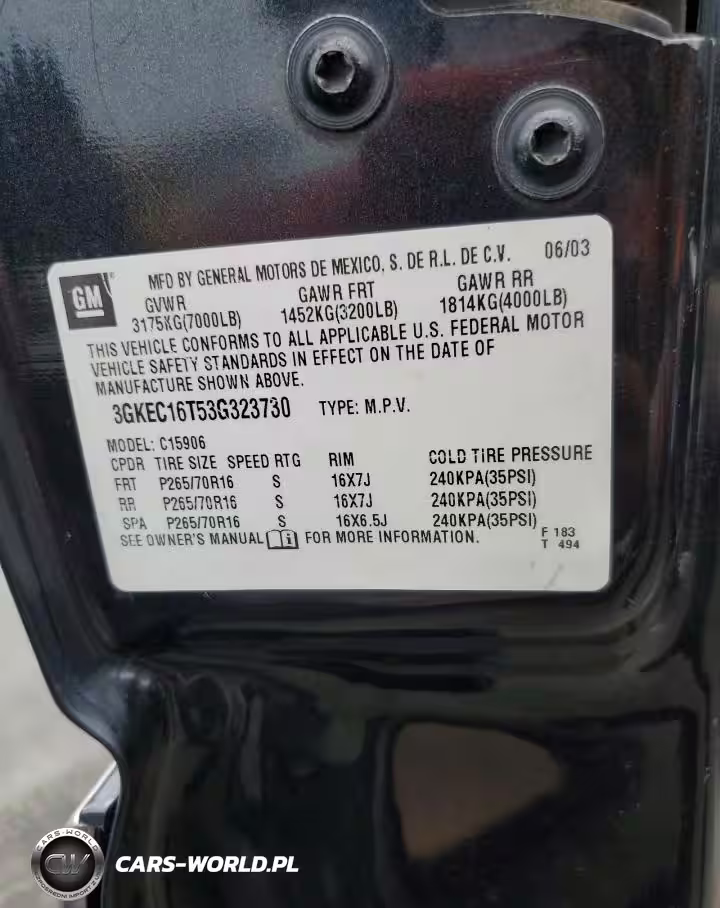 GM
MFD BY GENERAL MOTORS DE MEXICO, S. DE R.L. DE C.V. 06/03
GVWR GAWR FRT GAWR RR
3175KG(7000LB) 1452KG(3200LB) 1814KG(4000LB)
THIS VEHICLE CONFORMS TO ALL APPLICABLE U.S. FEDERAL MOTOR
VEHICLE SAFETY STANDARDS IN EFFECT ON THE DATE OF
MANUFACTURE SHOWN ABOVE.
3GKEC16T53G323730 TYPE: M.P.V.
MODEL: C15906
CPDR TIRE SIZE SPEED RTG RIM COLD TIRE PRESSURE
FRT P265/70R16 S 16X7J 240KPA(35PSI)
RR P265/70R16 S 16X7J 240KPA(35PSI)
SPA P265/70R16 S 16X6.5J 240KPA(35PSI)
SEE OWNER'S MANUAL i FOR MORE INFORMATION.
F 183
T 494
CARS-WORLD
CW
CARS-WORLD.PL